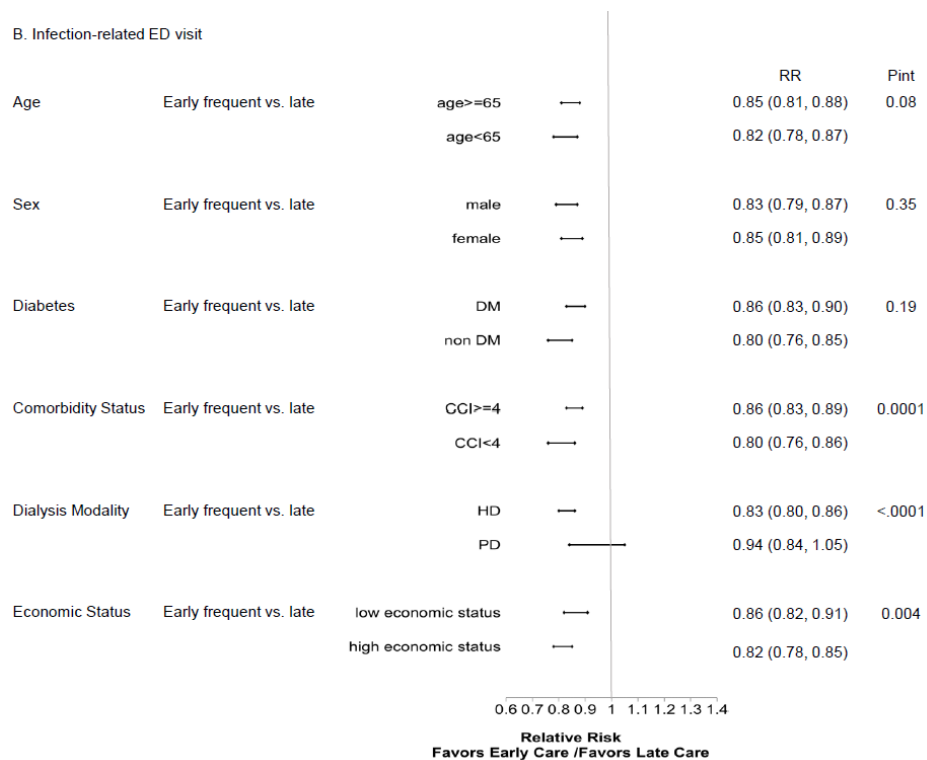 B. Infection-related ED visit
RR Pint
Age Early frequent vs. late age>=65 0.85 (0.81, 0.88) 0.08
age<65 0.82 (0.78, 0.87)
Sex Early frequent vs. late male 0.83 (0.79, 0.87) 0.35
female 0.85 (0.81, 0.89)
Diabetes Early frequent vs. late DM 0.86 (0.83, 0.90) 0.19
non DM 0.80 (0.76, 0.85)
Comorbidity Status Early frequent vs. late CCI>=4 0.86 (0.83, 0.89) 0.0001
CCI<4 0.80 (0.76, 0.86)
Dialysis Modality Early frequent vs. late HD 0.83 (0.80, 0.86) <.0001
PD 0.94 (0.84, 1.05)
Economic Status Early frequent vs. late low economic status 0.86 (0.82, 0.91) 0.004
high economic status 0.82 (0.78, 0.85)
0.6 0.7 0.8 0.9 1 1.1 1.2 1.3 1.4
Relative Risk
Favors Early Care /Favors Late Care